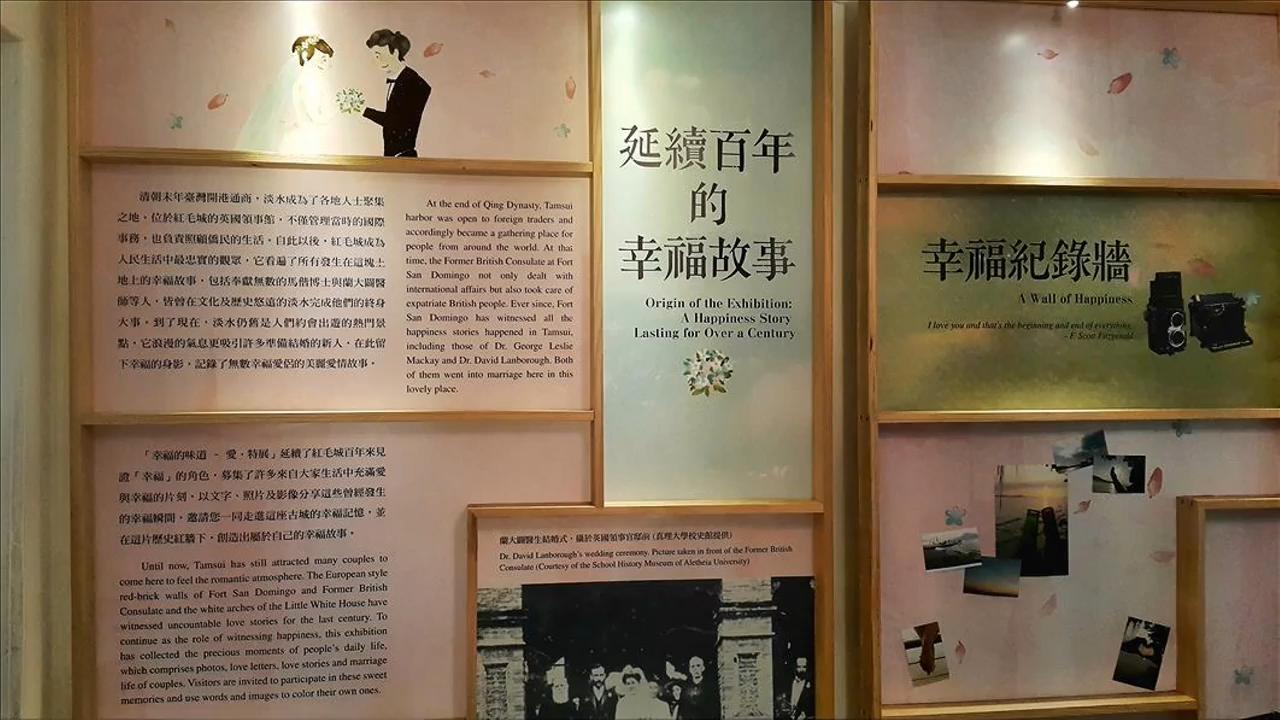 清朝末年臺灣開港通商，淡水成為了各地人士聚集
之地。位於紅毛城的英國領事館，不僅管理當時的國際
事務，也負責照顧僑民的生活。自此以後，紅毛城成為
人民生活中最忠實的觀眾，它看遍了所有發生在這塊土
地上的幸福故事，包括奉獻無數的馬偕博士與蘭大闢醫
師等人，皆曾在文化及歷史悠遠的淡水完成他們的終身
大事。到了現在，淡水仍舊是人們約會出遊的熱門景
點，它浪漫的氣息更吸引許多準備結婚的新人，在此留
下幸福的身影，記錄了無數幸福愛侶的美麗愛情故事。
At the end of Qing Dynasty, Tamsui
harbor was open to foreign traders and
accordingly became a gathering place for
people from around the world. At that
time, the Former British Consulate at Fort
San Domingo not only dealt with
international affairs but also took care of
expatriate British people. Ever since, Fort
San Domingo has witnessed all the
happiness stories happened in Tamsui,
including those of Dr. George Leslie
Mackay and Dr. David Lanborough. Both
of them went into marriage here in this
lovely place.
「幸福的味道 - 愛．特展」延續了紅毛城百年來見
證「幸福」的角色，募集了許多來自大家生活中充滿愛
與幸福的片刻，以文字、照片及影像分享這些曾經發生
的幸福瞬間，邀請您一同走進這座古城的幸福記憶，並
在這片歷史紅牆下，創造出屬於自己的幸福故事。
Until now, Tamsui has still attracted many couples to
come here to feel the romantic atmosphere. The European style
red-brick walls of Fort San Domingo and Former British
Consulate and the white arches of the Little White House have
witnessed uncountable love stories for the last century. To
continue as the role of witnessing happiness, this exhibition
has collected the precious moments of people's daily life,
which comprises photos, love letters, love stories and marriage
life of couples. Visitors are invited to participate in these sweet
memories and use words and images to color their own ones.
延續百年
的
幸福故事
Origin of the Exhibition:
A Happiness Story
Lasting for Over a Century
蘭大闢醫生結婚式，攝於英國領事官邸前 (真理大學校史館提供)
Dr. David Lanborough's wedding ceremony. Picture taken in front of the Former British
Consulate (Courtesy of the School History Museum of Aletheia University)
幸福紀錄牆
A Wall of Happiness
I love you and that's the beginning and end of everything.
- F. Scott Fitzgerald